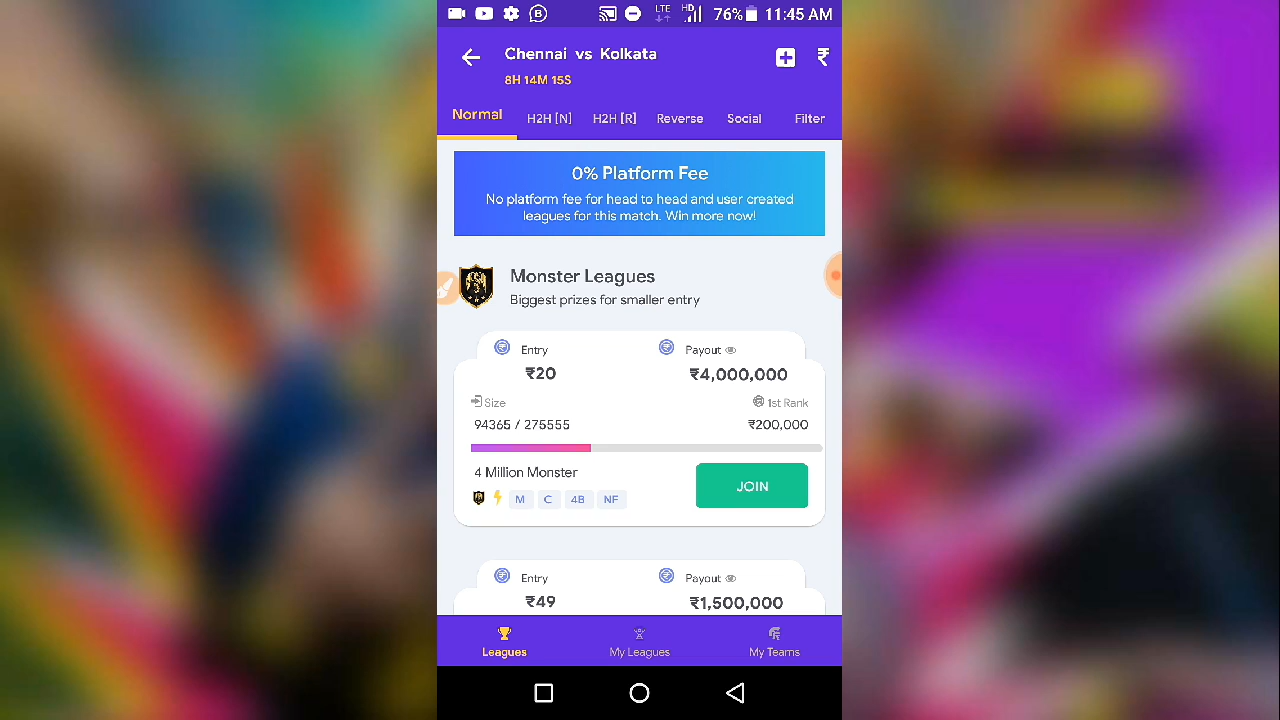 LTE HD 76% 11:45 AM
Chennai vs Kolkata
8H 14M 15S
₹
Normal H2H [N] H2H [R] Reverse Social Filter
0% Platform Fee
No platform fee for head to head and user created
leagues for this match. Win more now!
Monster Leagues
Biggest prizes for smaller entry
Entry Payout
₹20 ₹4,000,000
Size 1st Rank
94365 / 275555 ₹200,000
4 Million Monster
JOIN
M C 4B NF
Entry Payout
₹49 ₹1,500,000
Leagues My Leagues My Teams